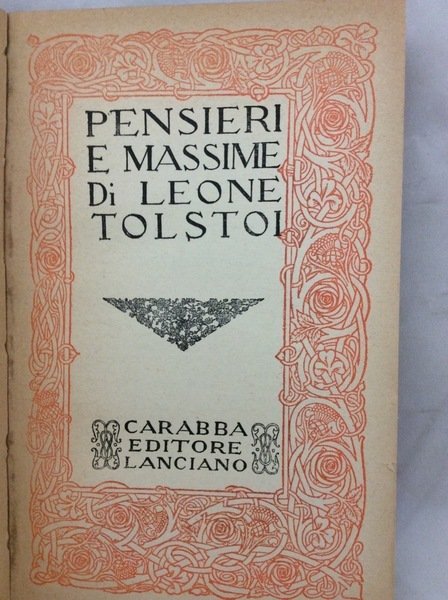 PENSIERI
E MASSIME
Di LEONE
TOLSTOI
CARABBA
EDITORE
LANCIANO